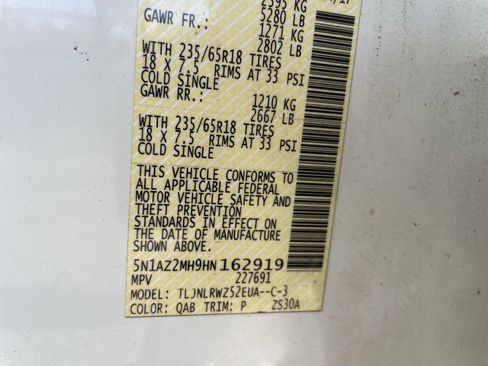 2395 KG
GAWR FR.: 5280 LB
1271 KG
2802 LB
WITH 235/65R18 TIRES
18 X 7.5 RIMS AT 33 PSI
COLD SINGLE
GAWR RR.: 1210 KG
2667 LB
WITH 235/65R18 TIRES
18 X 7.5 RIMS AT 33 PSI
COLD SINGLE
THIS VEHICLE CONFORMS TO
ALL APPLICABLE FEDERAL
MOTOR VEHICLE SAFETY AND
THEFT PREVENTION
STANDARDS IN EFFECT ON
THE DATE OF MANUFACTURE
SHOWN ABOVE.
5N1AZ2MH9HN162919
MPV 227691
MODEL: TLJNLRWZ52EUA--C-3
COLOR: QAB TRIM: P ZS30A